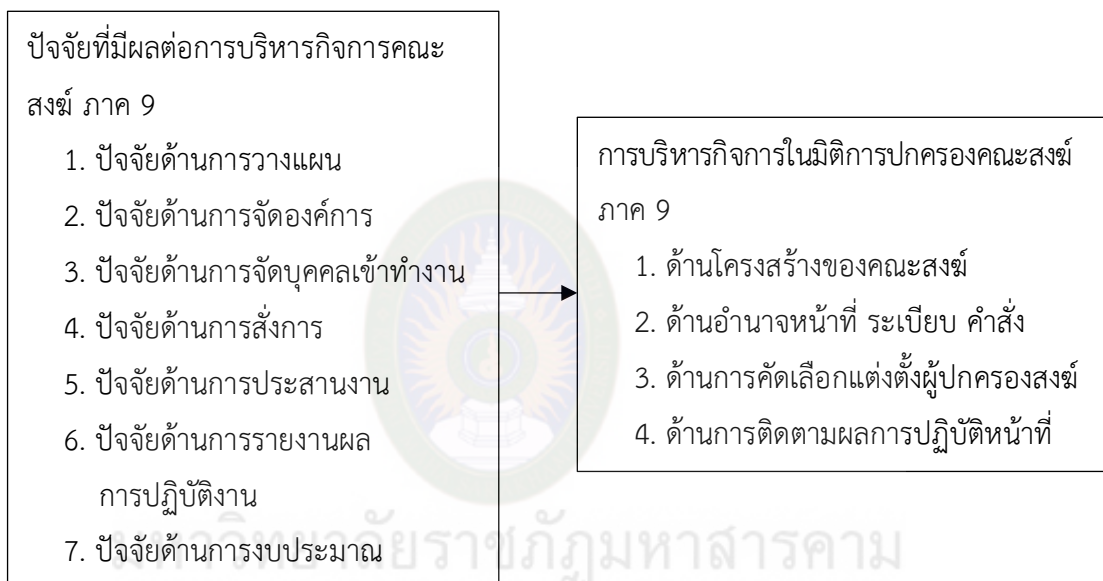 ปัจจัยที่มีผลต่อการบริหารกิจการคณะ
สงฆ์ ภาค 9
1. ปัจจัยด้านการวางแผน
2. ปัจจัยด้านการจัดองค์การ
3. ปัจจัยด้านการจัดบุคคลเข้าทำงาน
4. ปัจจัยด้านการสั่งการ
5. ปัจจัยด้านการประสานงาน
6. ปัจจัยด้านการรายงานผล
การปฏิบัติงาน
7. ปัจจัยด้านการงบประมาณ
การบริหารกิจการในมิติการปกครองคณะสงฆ์
ภาค 9
1. ด้านโครงสร้างของคณะสงฆ์
2. ด้านอำนาจหน้าที่ ระเบียบ คำสั่ง
3. ด้านการคัดเลือกแต่งตั้งผู้ปกครองสงฆ์
4. ด้านการติดตามผลการปฏิบัติหน้าที่
มหาวิทยาลัยราชภัฏมหาสารคาม